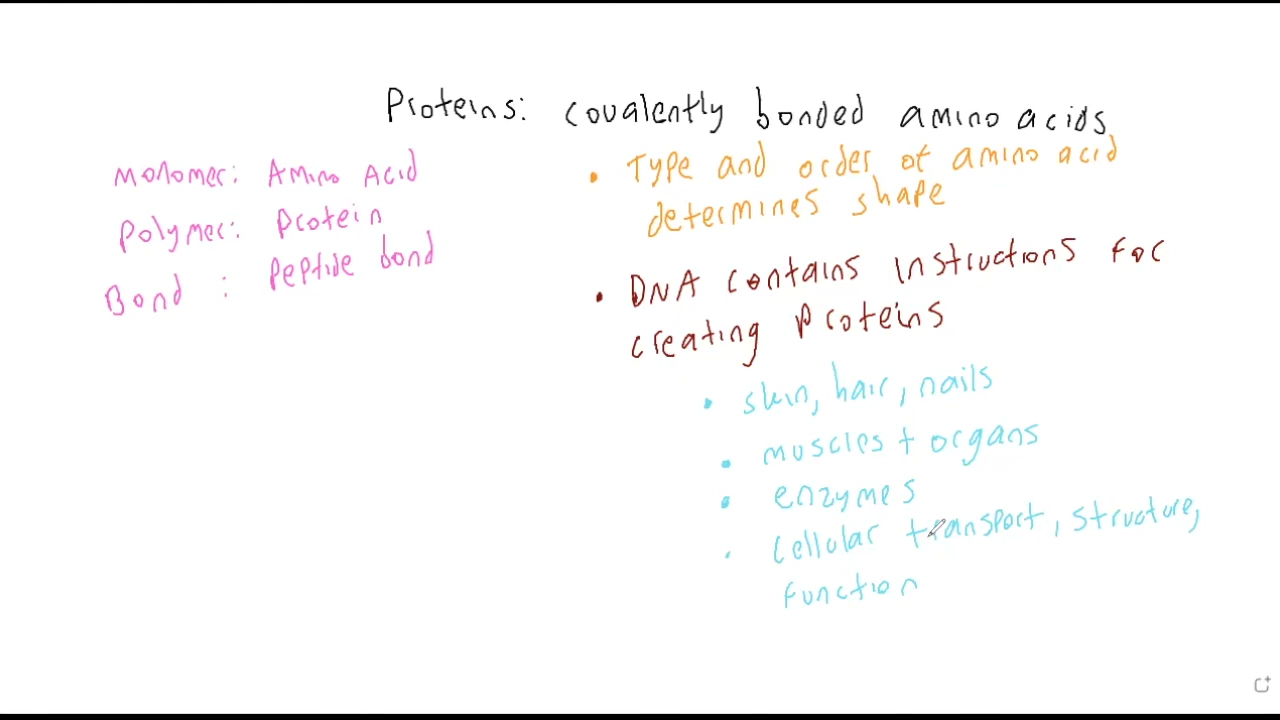 Proteins: covalently bonded amino acids
Monomer: Amino Acid
Polymer: Protein
Bond : Peptide bond
• Type and order of amino acid
determines shape
• DNA contains instructions for
creating proteins
• skin, hair, nails
• muscles + organs
• enzymes
• cellular transport, structure,
function